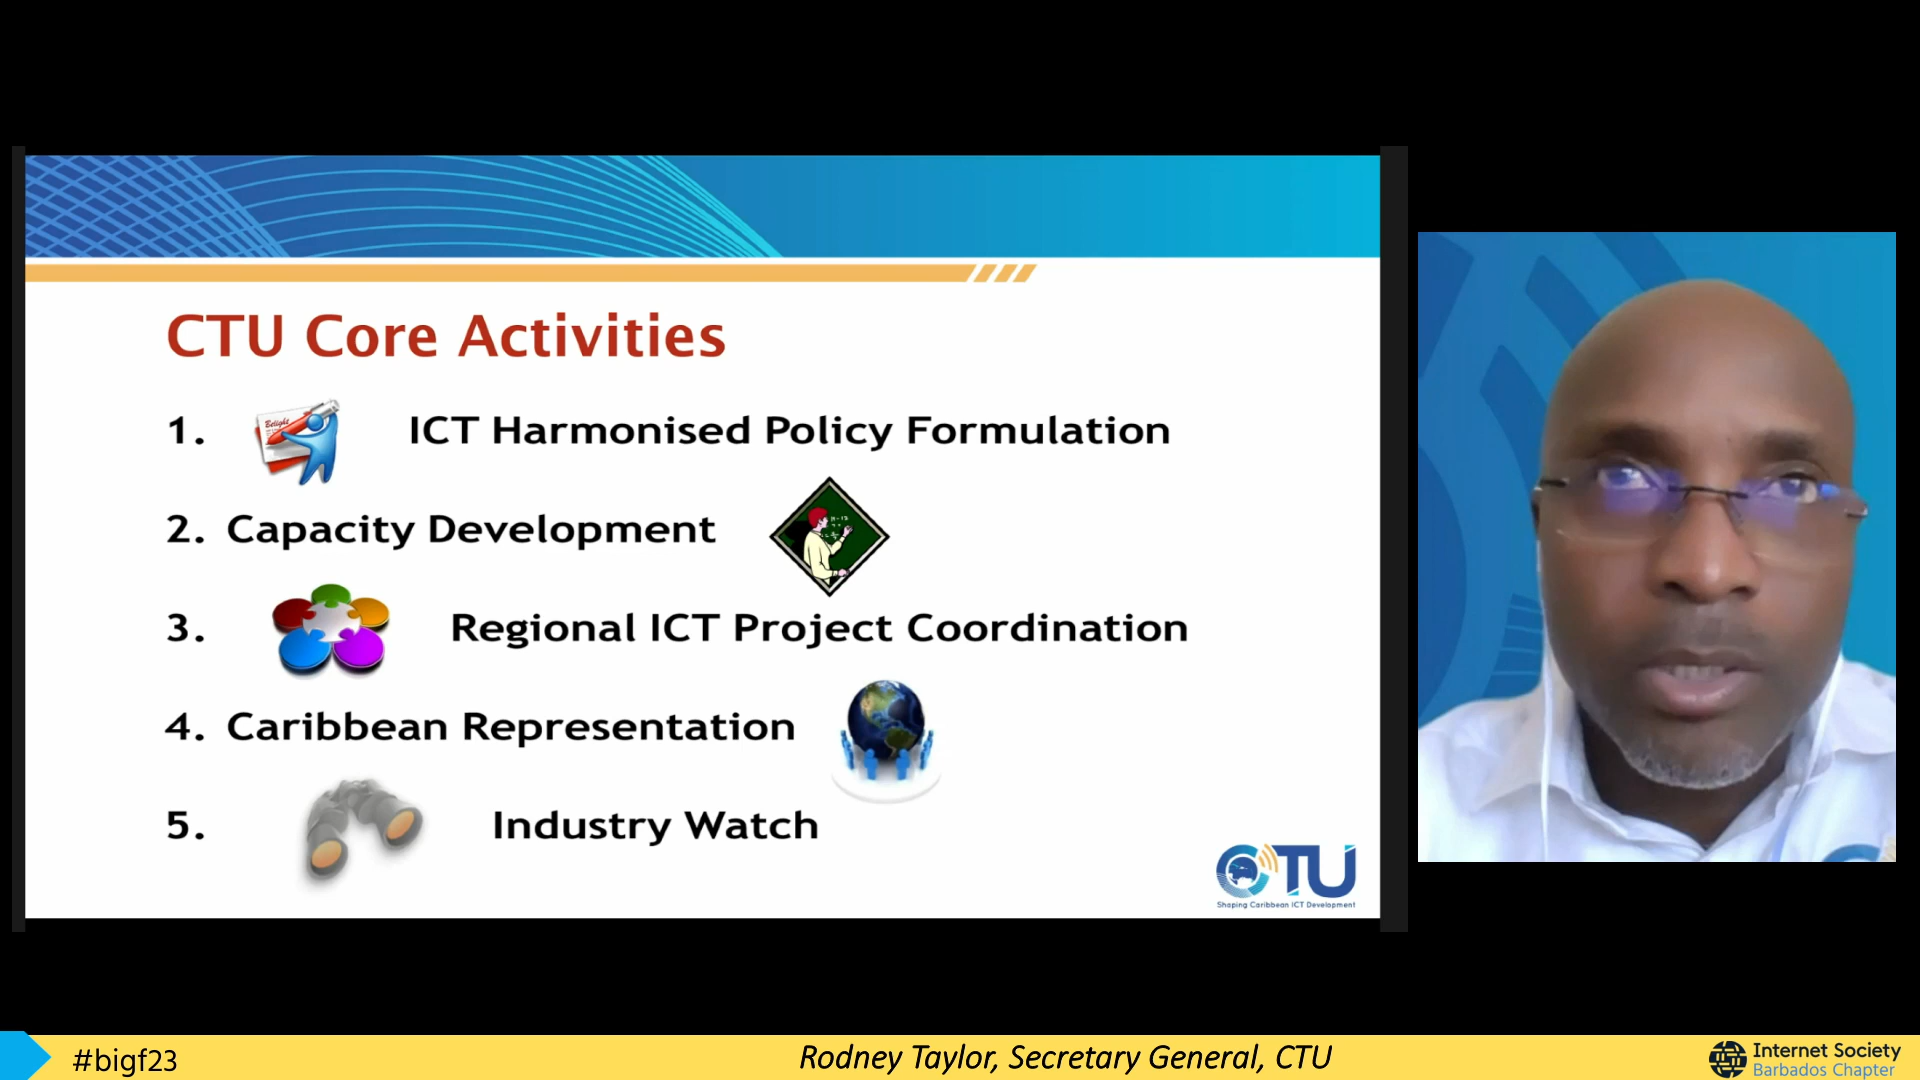 CTU Core Activities
1. ICT Harmonised Policy Formulation
2. Capacity Development
3. Regional ICT Project Coordination
4. Caribbean Representation
5. Industry Watch
CTU
Shaping Caribbean ICT Development
#bigf23
Rodney Taylor, Secretary General, CTU
Internet Society
Barbados Chapter